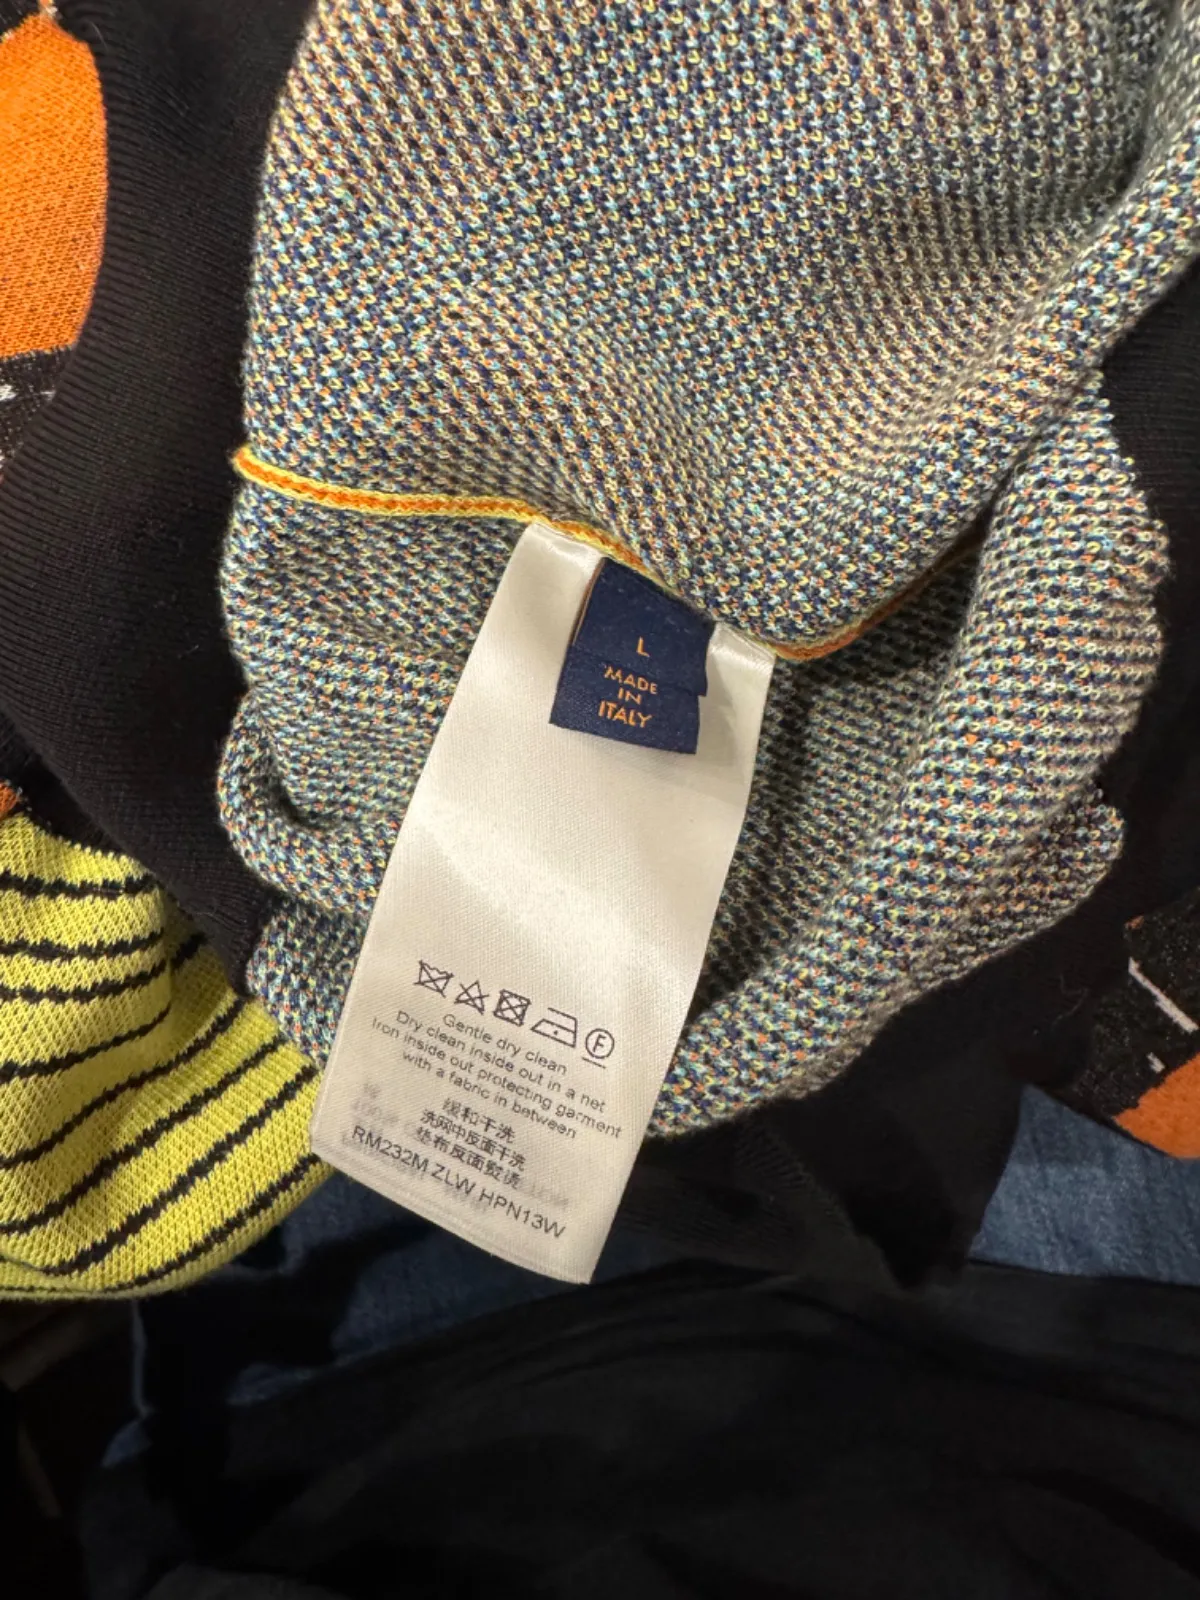 L
MADE
IN
ITALY
F
Gentle dry clean
Dry clean inside out in a net
Iron inside out protecting garment
with a fabric in between
缓和干洗
洗网中反面干洗
垫布反面熨烫
RM232M ZLW HPN13W